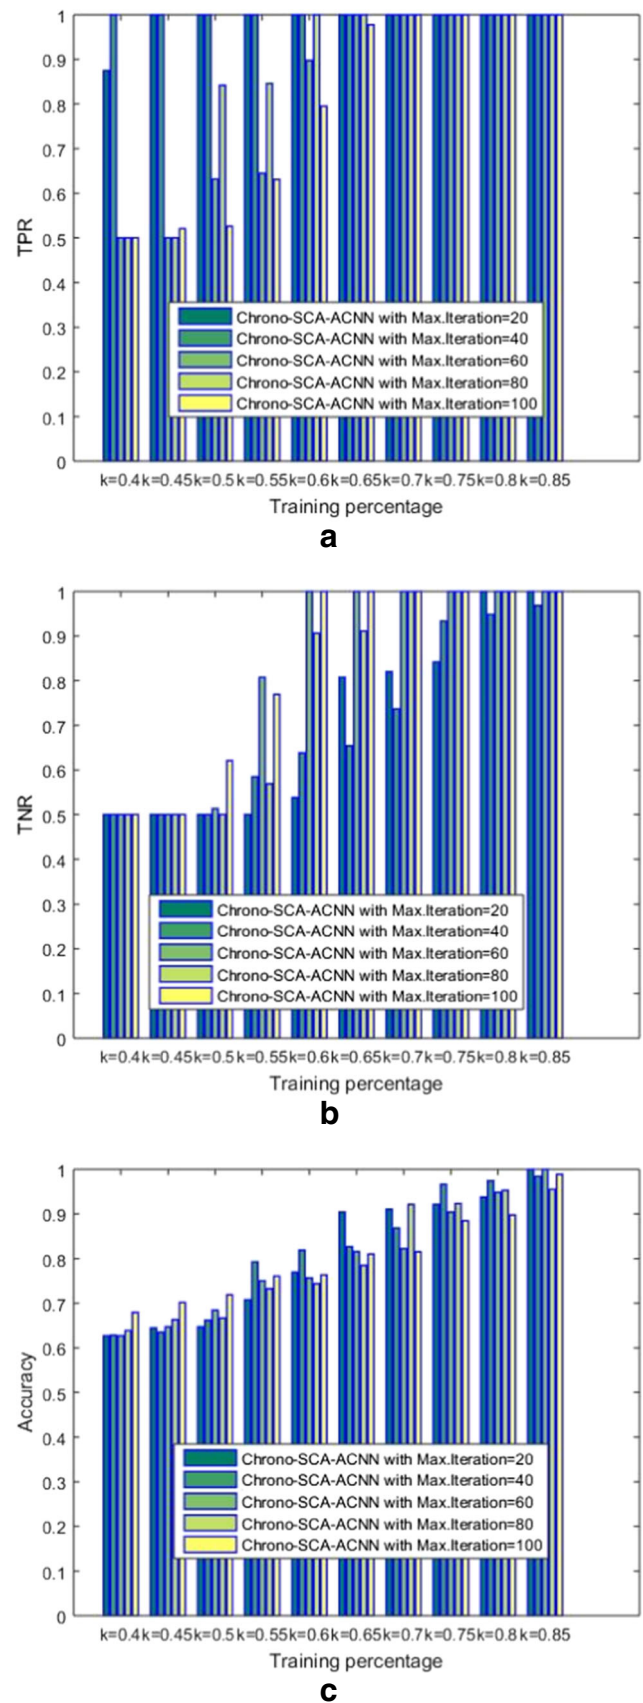 1
0.9
0.8
0.7
0.6
0.5
0.4
0.3
0.2
0.1
0
TPR
Chrono-SCA-ACNN with Max.Iteration=20
Chrono-SCA-ACNN with Max.Iteration=40
Chrono-SCA-ACNN with Max.Iteration=60
Chrono-SCA-ACNN with Max.Iteration=80
Chrono-SCA-ACNN with Max.Iteration=100
k=0.4 k=0.45 k=0.5 k=0.55 k=0.6 k=0.65 k=0.7 k=0.75 k=0.8 k=0.85
Training percentage
a
1
0.9
0.8
0.7
0.6
0.5
0.4
0.3
0.2
0.1
0
TNR
Chrono-SCA-ACNN with Max.Iteration=20
Chrono-SCA-ACNN with Max.Iteration=40
Chrono-SCA-ACNN with Max.Iteration=60
Chrono-SCA-ACNN with Max.Iteration=80
Chrono-SCA-ACNN with Max.Iteration=100
k=0.4 k=0.45 k=0.5 k=0.55 k=0.6 k=0.65 k=0.7 k=0.75 k=0.8 k=0.85
Training percentage
b
1
0.9
0.8
0.7
0.6
0.5
0.4
0.3
0.2
0.1
0
Accuracy
Chrono-SCA-ACNN with Max.Iteration=20
Chrono-SCA-ACNN with Max.Iteration=40
Chrono-SCA-ACNN with Max.Iteration=60
Chrono-SCA-ACNN with Max.Iteration=80
Chrono-SCA-ACNN with Max.Iteration=100
k=0.4 k=0.45 k=0.5 k=0.55 k=0.6 k=0.65 k=0.7 k=0.75 k=0.8 k=0.85
Training percentage
c